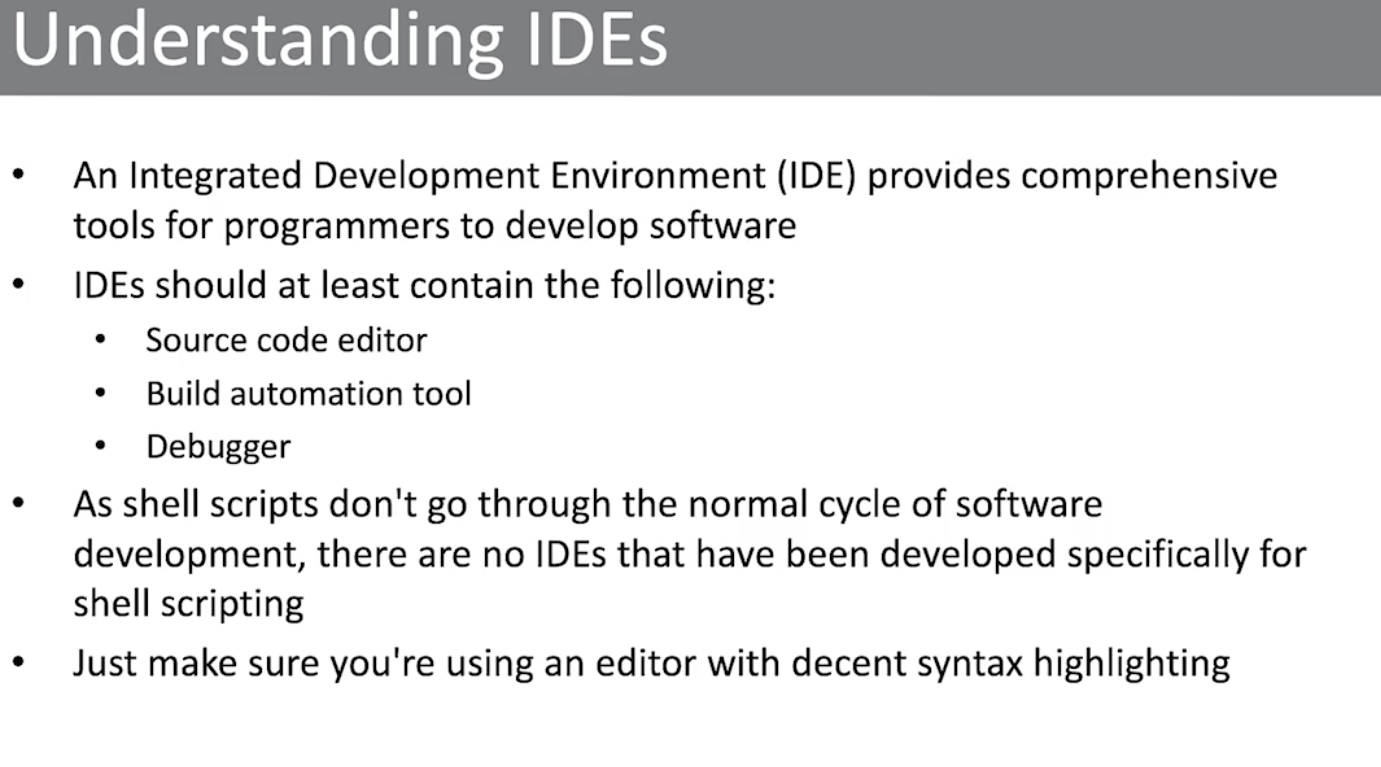 Understanding IDEs
• An Integrated Development Environment (IDE) provides comprehensive
tools for programmers to develop software
• IDEs should at least contain the following:
• Source code editor
• Build automation tool
• Debugger
• As shell scripts don't go through the normal cycle of software
development, there are no IDEs that have been developed specifically for
shell scripting
• Just make sure you're using an editor with decent syntax highlighting